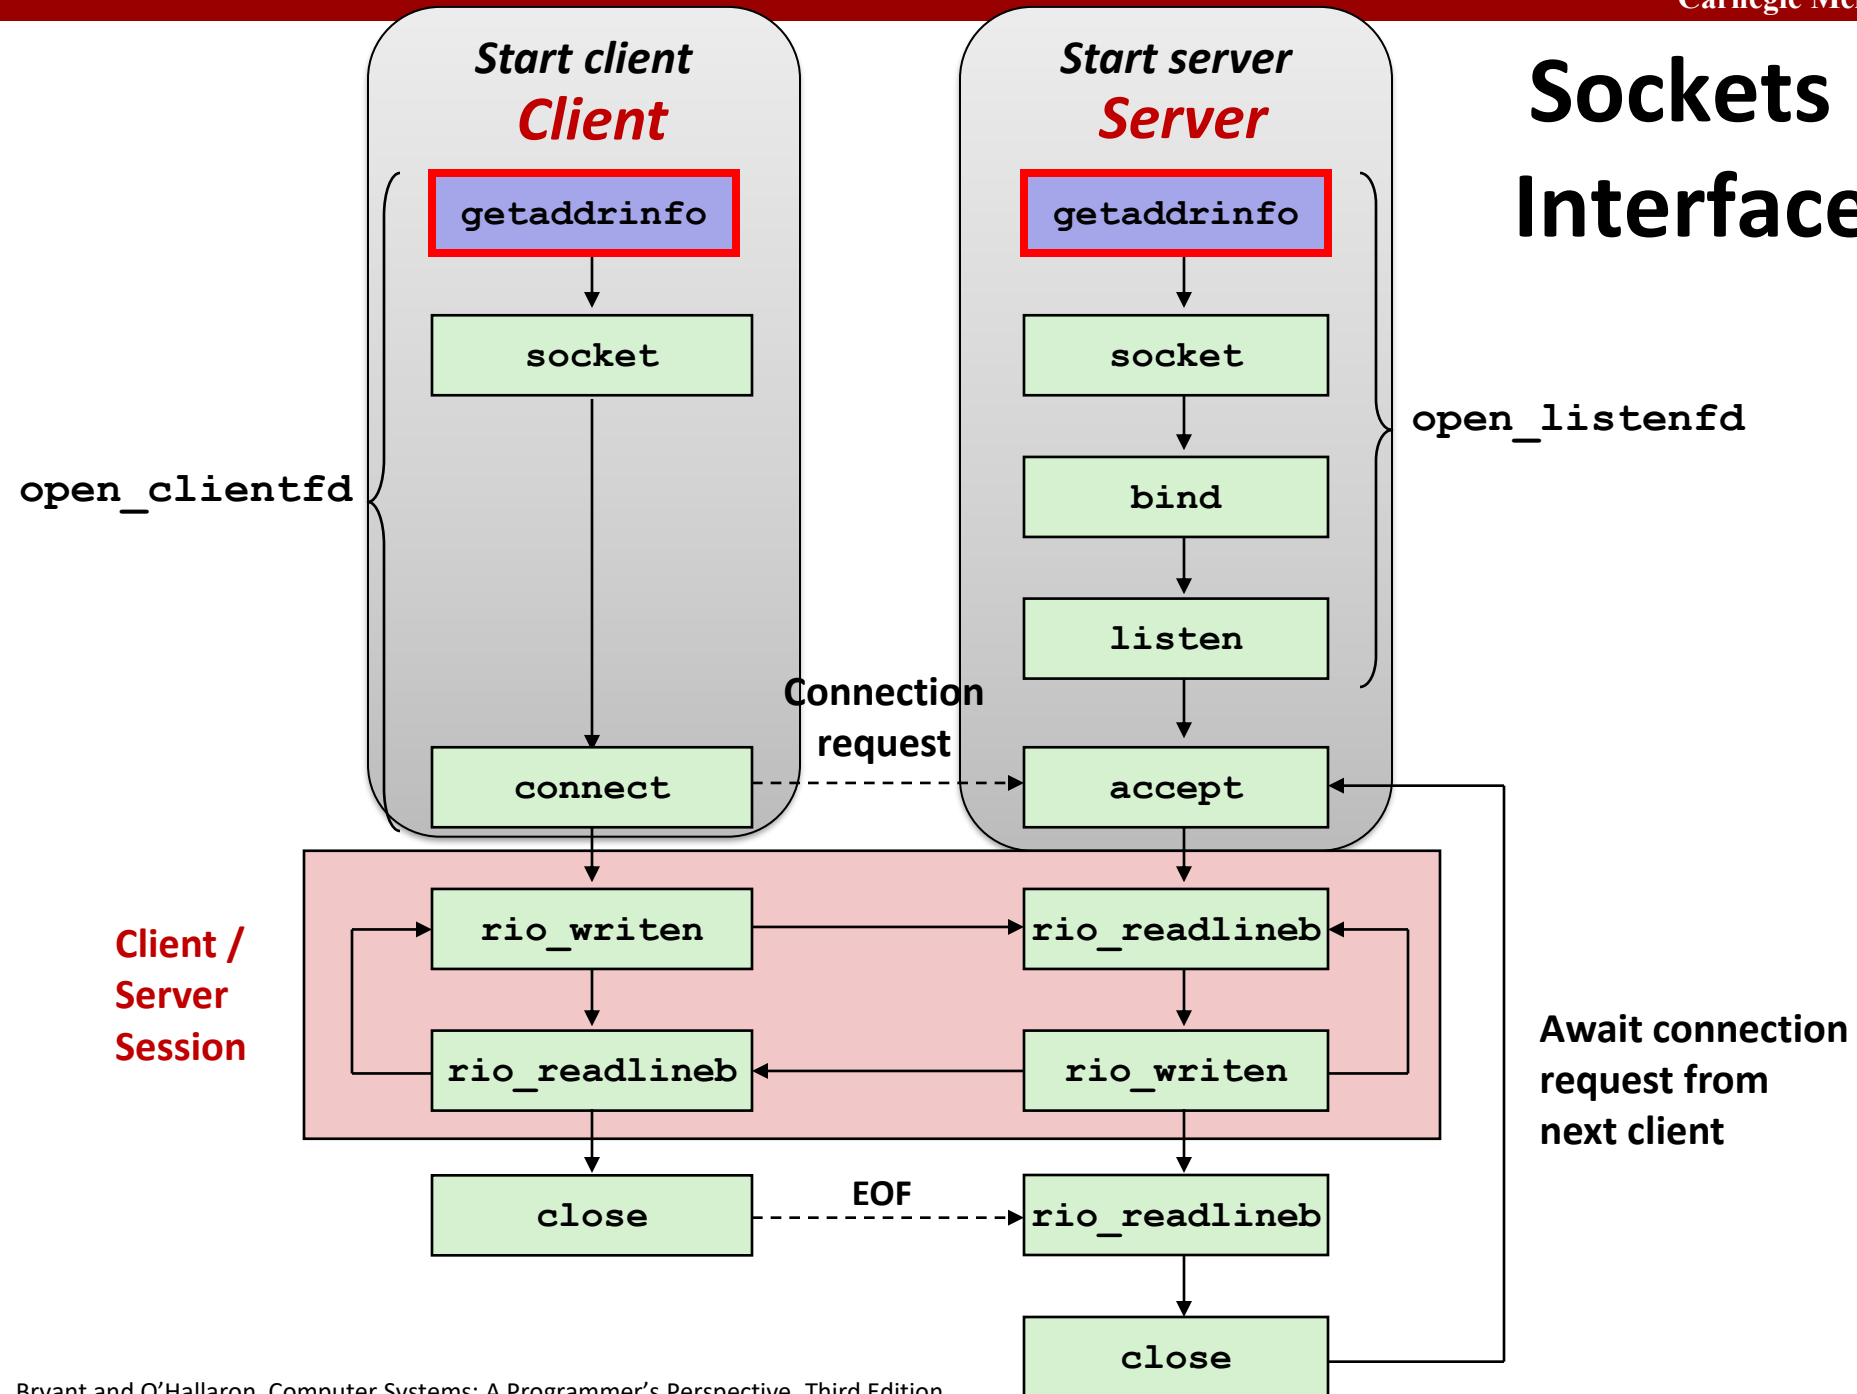 Start client
Client
Start server
Server
Sockets
Interface
getaddrinfo
getaddrinfo
socket
socket
open_listenfd
open_clientfd
bind
listen
Connection
request
connect
accept
Client /
Server
Session
rio_writen
rio_readlineb
rio_readlineb
rio_writen
Await connection
request from
next client
close
EOF
rio_readlineb
close
Bryant and O'Hallaron, Computer Systems: A Programmer's Perspective, Third Edition